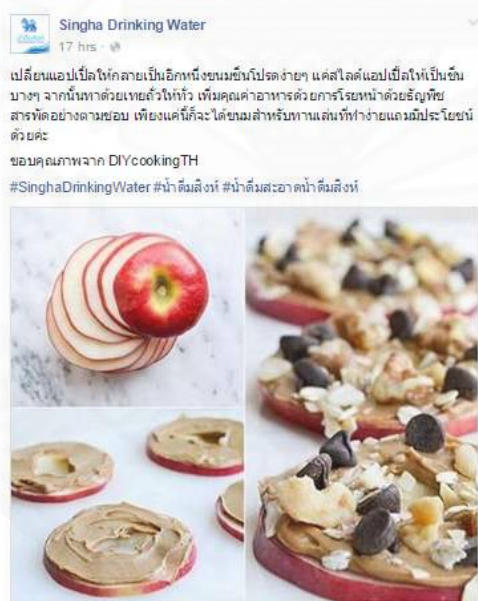 Singha Drinking Water
17 hrs ·
เปลี่ยนแอปเปิ้ลให้กลายเป็นอีกหนึ่งขนมชิ้นโปรดง่ายๆ แค่สไลด์แอปเปิ้ลให้เป็นชิ้น
บางๆ จากนั้นทาด้วยเทยถั่วให้ทั่ว เพิ่มคุณค่าอาหารด้วยการโรยหน้าด้วยธัญพืช
สารพัดอย่างตามชอบ เพียงแค่นี้ก็จะได้ขนมสำหรับทานเล่นที่ทำง่ายแถมมีประโยชน์
ด้วยค่ะ
ขอบคุณภาพจาก DIYcookingTH
#SinghaDrinkingWater #น้ำดื่มสิงห์ #น้ำดื่มสะอาดน้ำดื่มสิงห์